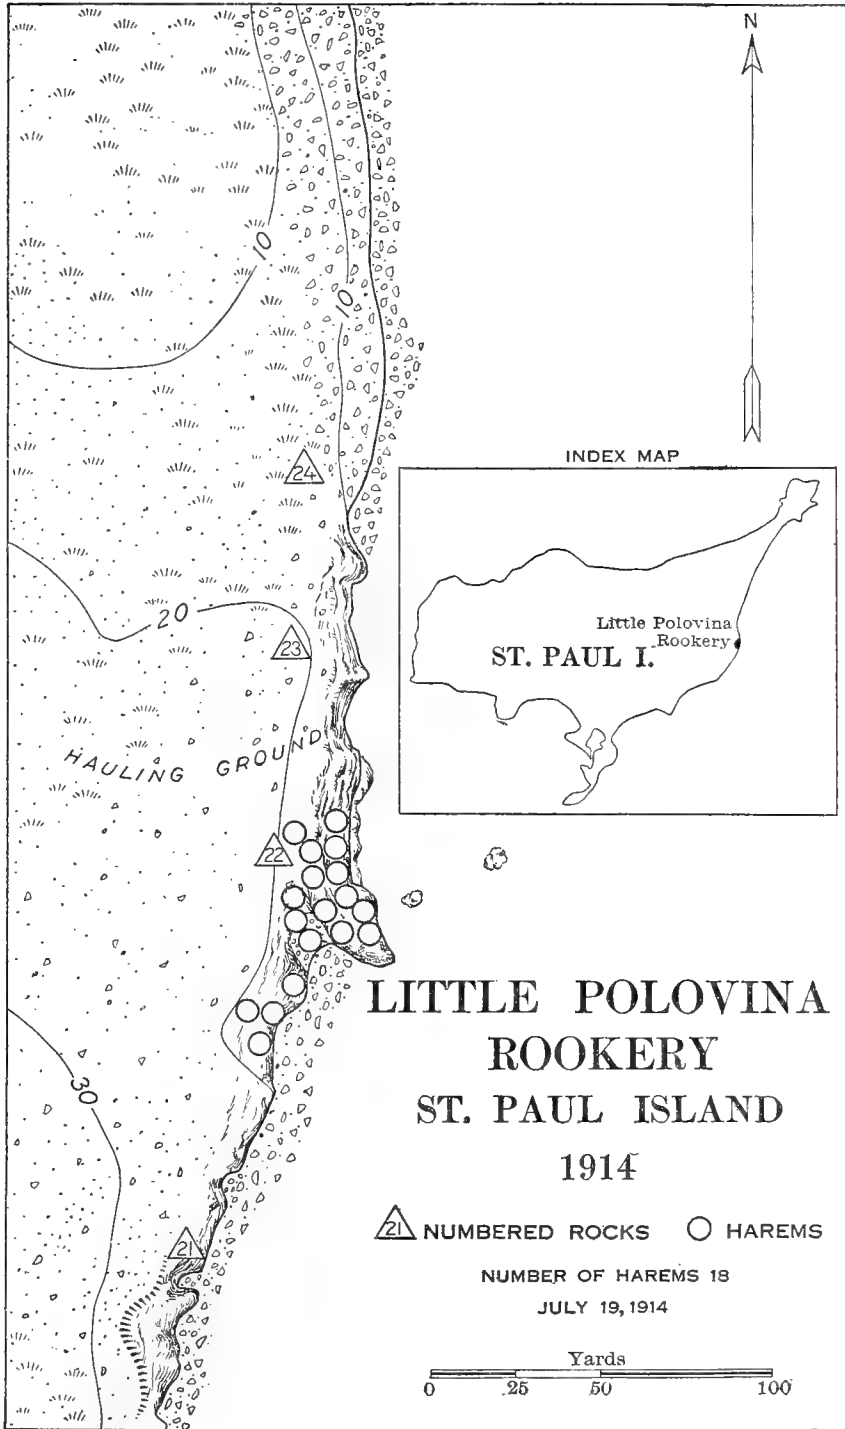 N
10
10
24
INDEX MAP
Little Polovina
Rookery
ST. PAUL I.
20
23
HAULING GROUND
22
LITTLE POLOVINA
ROOKERY
ST. PAUL ISLAND
1914
30
21 NUMBERED ROCKS HAREMS
21
NUMBER OF HAREMS 18
JULY 19, 1914
Yards
0 25 50 100